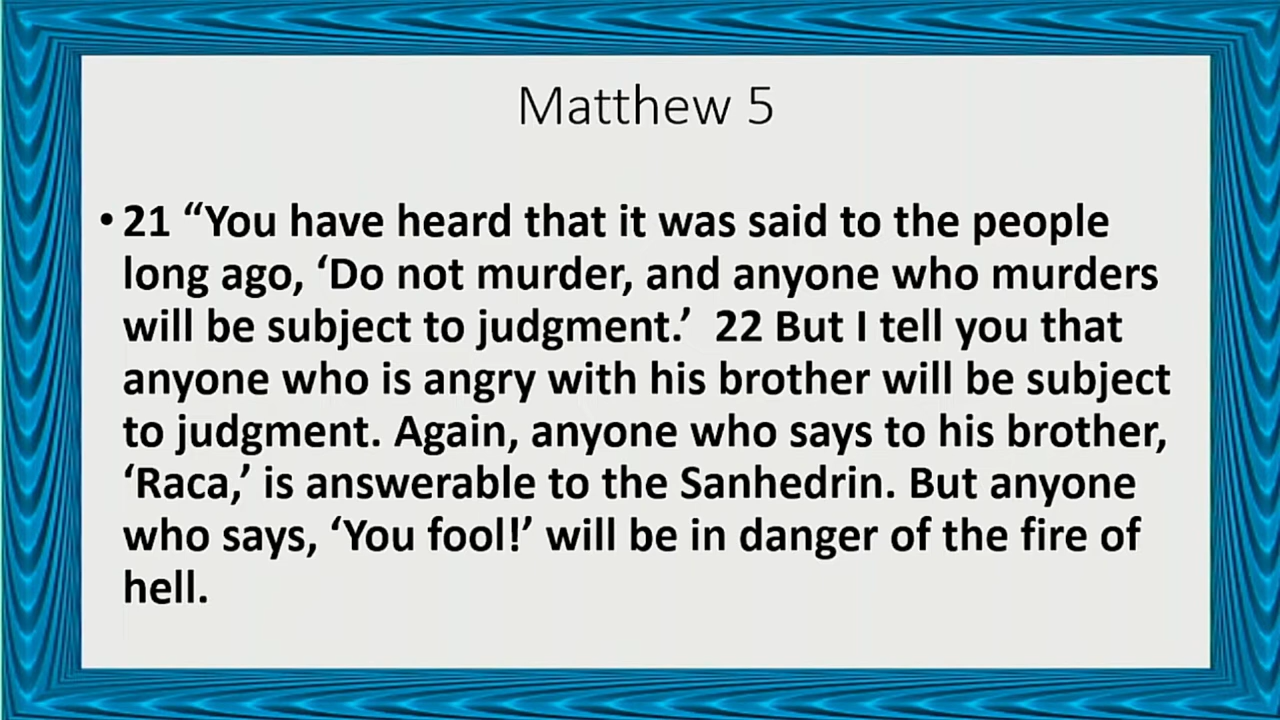 Matthew 5
• 21 “You have heard that it was said to the people
long ago, ‘Do not murder, and anyone who murders
will be subject to judgment.’  22 But I tell you that
anyone who is angry with his brother will be subject
to judgment. Again, anyone who says to his brother,
‘Raca,’ is answerable to the Sanhedrin. But anyone
who says, ‘You fool!’ will be in danger of the fire of
hell.